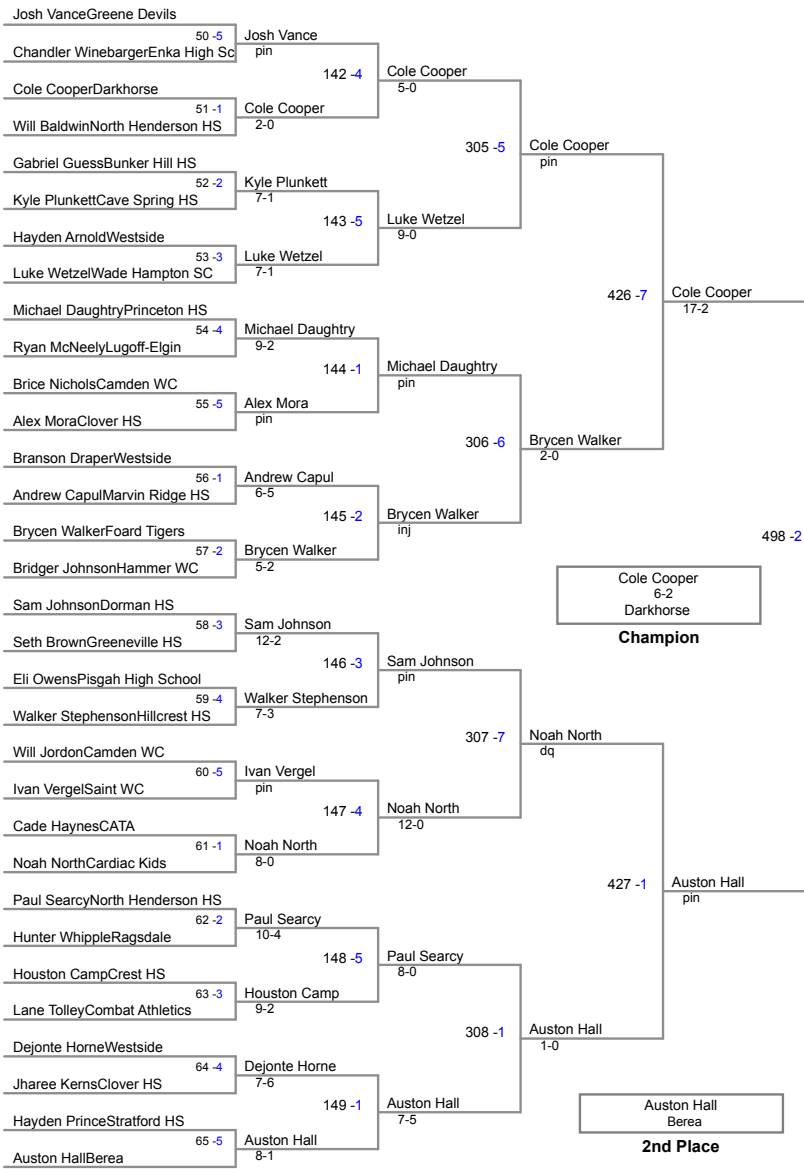 Josh VanceGreene Devils
50 -5
Josh Vance
Chandler WinebargerEnka High Sc
pin
142 -4
Cole Cooper
5-0
Cole CooperDarkhorse
51 -1
Cole Cooper
Will BaldwinNorth Henderson HS
2-0
305 -5
Cole Cooper
pin
Gabriel GuessBunker Hill HS
52 -2
Kyle Plunkett
Kyle PlunkettCave Spring HS
7-1
143 -5
Luke Wetzel
9-0
Hayden ArnoldWestside
53 -3
Luke Wetzel
Luke WetzelWade Hampton SC
7-1
426 -7
Cole Cooper
17-2
Michael DaughtryPrinceton HS
54 -4
Michael Daughtry
Ryan McNeelyLugoff-Elgin
9-2
144 -1
Michael Daughtry
pin
Brice NicholsCamden WC
55 -5
Alex Mora
Alex MoraClover HS
pin
306 -6
Brycen Walker
2-0
Branson DraperWestside
56 -1
Andrew Capul
Andrew CapulMarvin Ridge HS
6-5
145 -2
Brycen Walker
inj
Brycen WalkerFoard Tigers
57 -2
Brycen Walker
Bridger JohnsonHammer WC
5-2
498 -2
Cole Cooper
6-2
Darkhorse
Champion
Sam JohnsonDorman HS
58 -3
Sam Johnson
Seth BrownGreeneville HS
12-2
146 -3
Sam Johnson
pin
Eli OwensPisgah High School
59 -4
Walker Stephenson
Walker StephensonHillcrest HS
7-3
307 -7
Noah North
dq
Will JordonCamden WC
60 -5
Ivan Vergel
Ivan VergelSaint WC
pin
147 -4
Noah North
12-0
Cade HaynesCATA
61 -1
Noah North
Noah NorthCardiac Kids
8-0
427 -1
Auston Hall
pin
Paul SearcyNorth Henderson HS
62 -2
Paul Searcy
Hunter WhippleRagsdale
10-4
148 -5
Paul Searcy
8-0
Houston CampCrest HS
63 -3
Houston Camp
Lane TolleyCombat Athletics
9-2
308 -1
Auston Hall
1-0
Dejonte HorneWestside
64 -4
Dejonte Horne
Jharee KernsClover HS
7-6
149 -1
Auston Hall
7-5
Hayden PrinceStratford HS
65 -5
Auston Hall
Auston HallBerea
8-1
Auston Hall
Berea
2nd Place